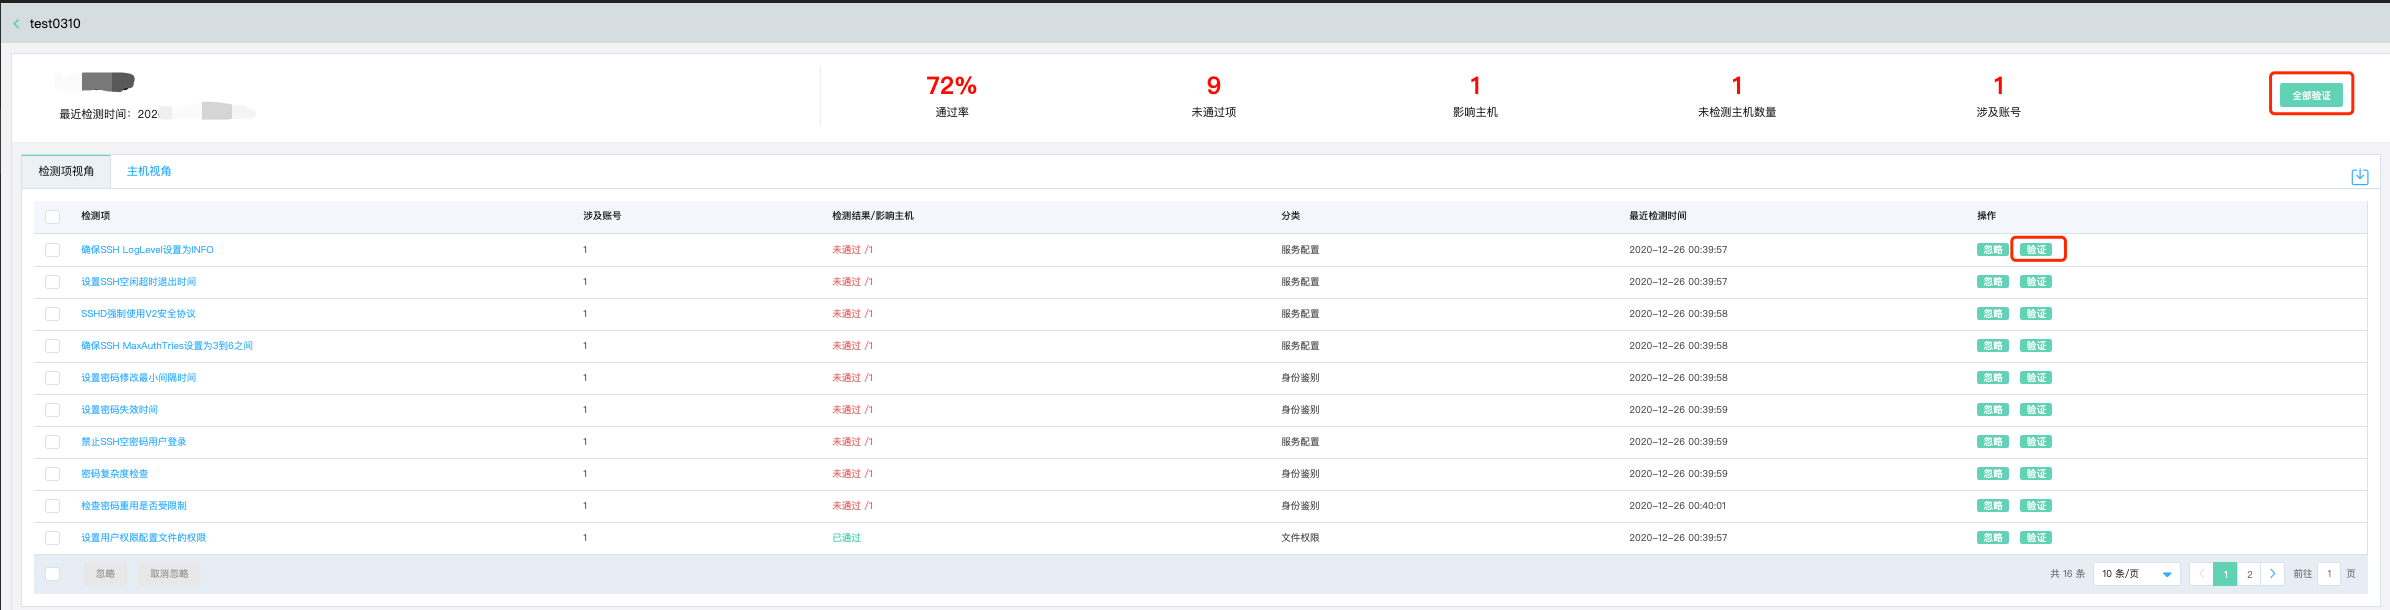 test0310
72% 9 1 1 1
全部验证
最近检测时间：202
通过率 未通过项 影响主机 未检测主机数量 涉及账号
检测项视角 主机视角
检测项 涉及账号 检测结果/影响主机 分类 最近检测时间 操作
确保SSH LogLevel设置为INFO 1 未通过 /1 服务配置 2020-12-26 00:39:57 忽略 验证
设置SSH空闲超时退出时间 1 未通过 /1 服务配置 2020-12-26 00:39:57 忽略 验证
SSHD强制使用V2安全协议 1 未通过 /1 服务配置 2020-12-26 00:39:58 忽略 验证
确保SSH MaxAuthTries设置为3到6之间 1 未通过 /1 服务配置 2020-12-26 00:39:58 忽略 验证
设置密码修改最小间隔时间 1 未通过 /1 身份鉴别 2020-12-26 00:39:58 忽略 验证
设置密码失效时间 1 未通过 /1 身份鉴别 2020-12-26 00:39:59 忽略 验证
禁止SSH空密码用户登录 1 未通过 /1 服务配置 2020-12-26 00:39:59 忽略 验证
密码复杂度检查 1 未通过 /1 身份鉴别 2020-12-26 00:39:59 忽略 验证
检查密码重用是否受限制 1 未通过 /1 身份鉴别 2020-12-26 00:40:01 忽略 验证
设置用户权限配置文件的权限 1 已通过 文件权限 2020-12-26 00:39:57 忽略 验证
忽略 取消忽略 共 16 条 10 条/页 1 2 前往 1 页